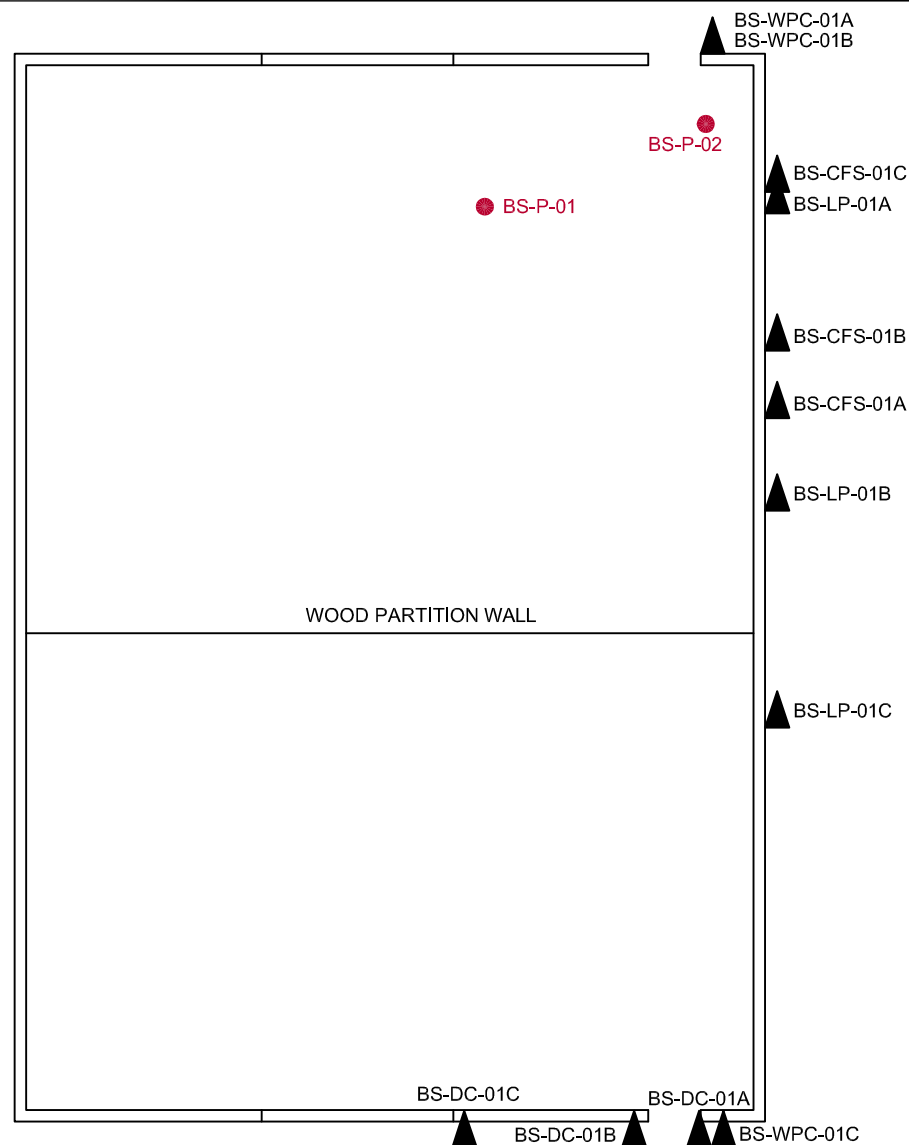 BS-WPC-01A
BS-WPC-01B
BS-P-02
BS-CFS-01C
BS-LP-01A
BS-P-01
BS-CFS-01B
BS-CFS-01A
BS-LP-01B
WOOD PARTITION WALL
BS-LP-01C
BS-DC-01C
BS-DC-01A
BS-DC-01B
BS-WPC-01C